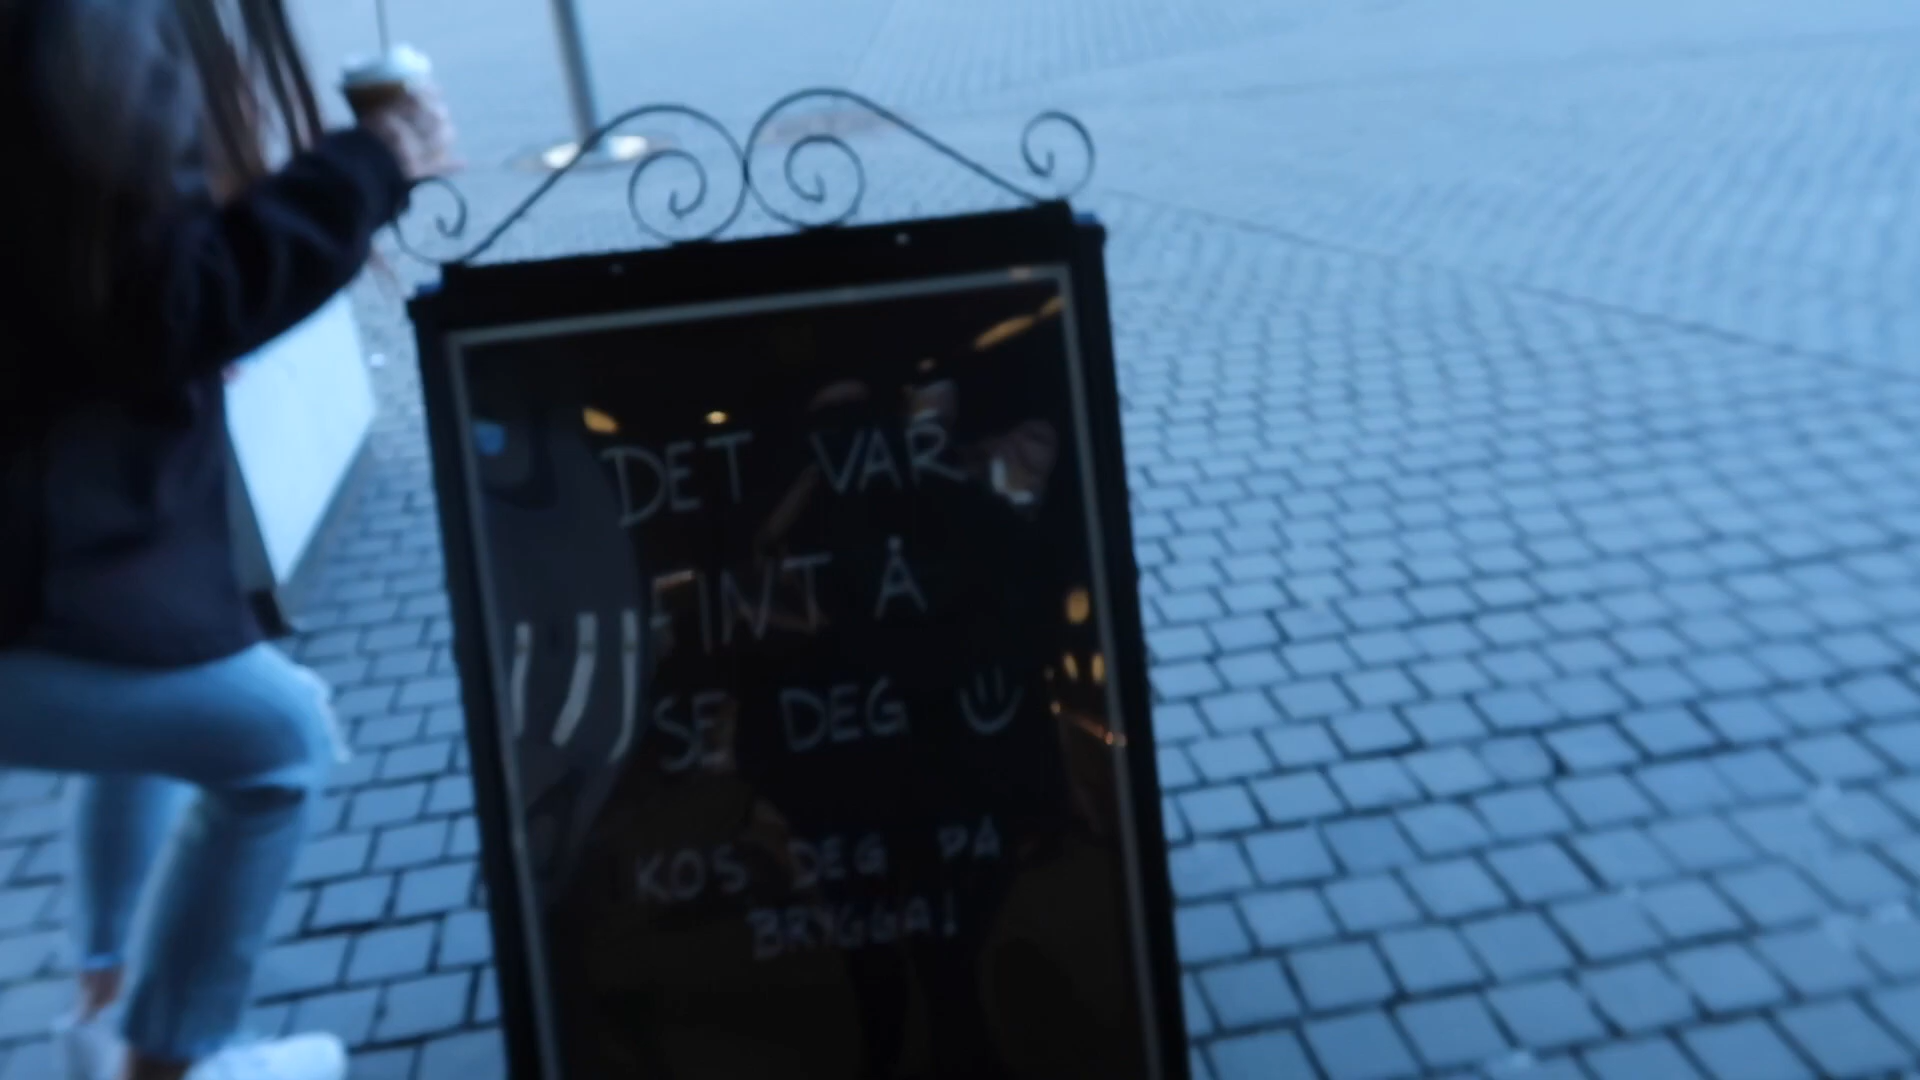 DET VAR
FINT Å
SE DEG
KOS DEG PÅ
BRYGGA!